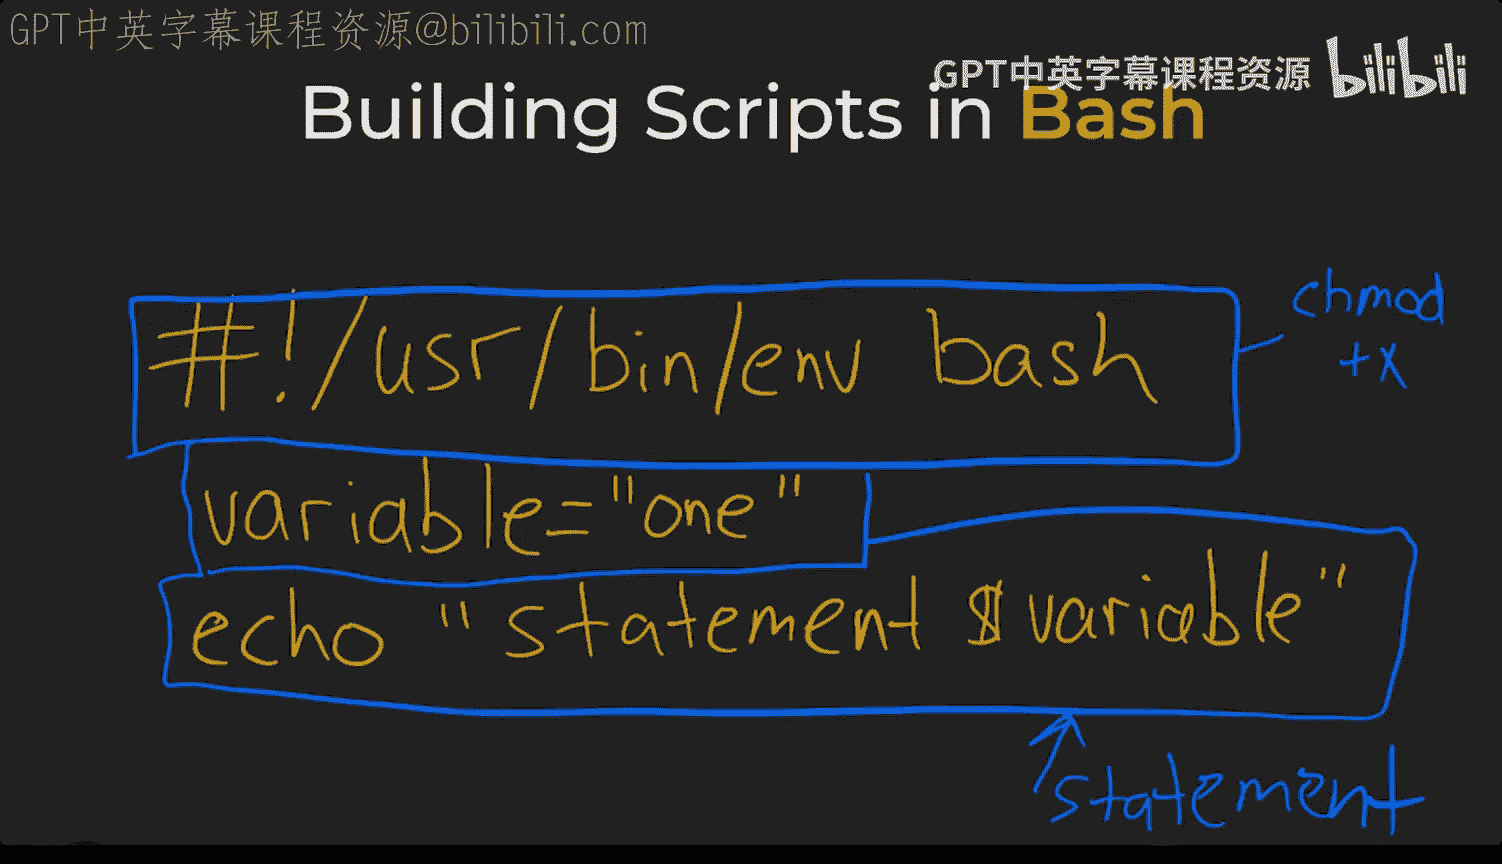 GPT中英字幕课程资源@bilibili.com
GPT中英字幕课程资源 bilibili
Building Scripts in Bash
#!/usr/bin/env bash
chmod
+x
variable="one"
echo "statement $variable"
statement